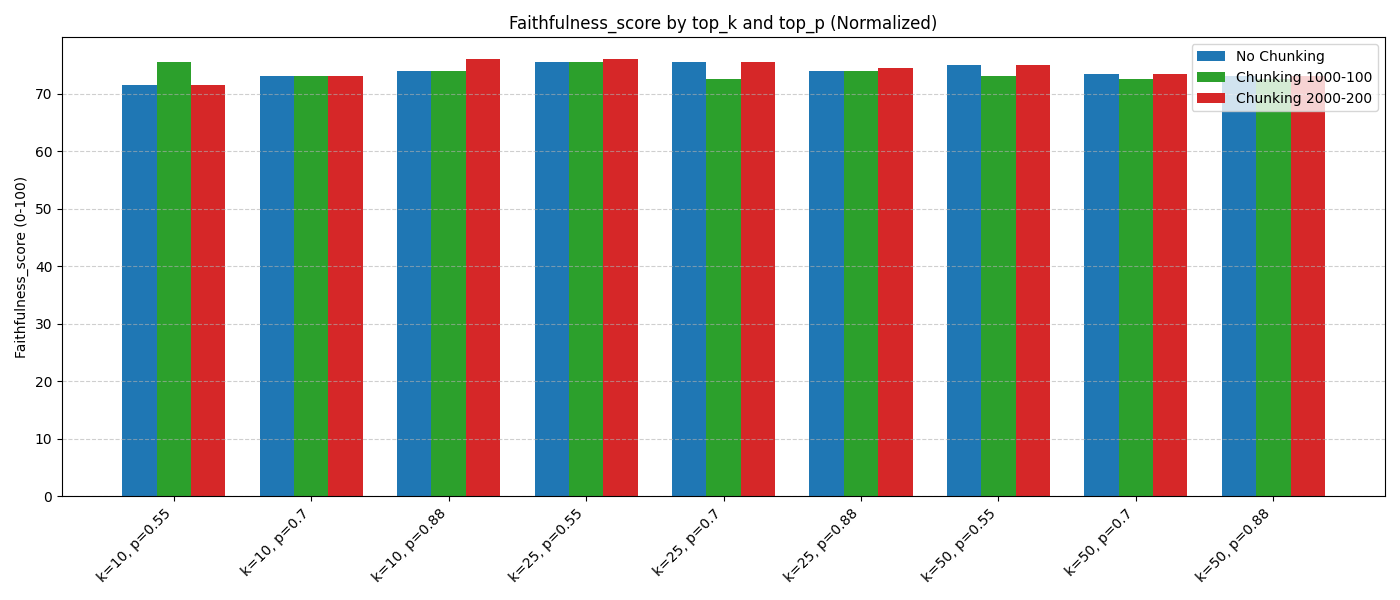 Faithfulness_score by top_k and top_p (Normalized)
No Chunking
Chunking 1000-100
Chunking 2000-200
Faithfulness_score (0-100)
70
60
50
40
30
20
10
0
k=10, p=0.55
k=10, p=0.7
k=10, p=0.88
k=25, p=0.55
k=25, p=0.7
k=25, p=0.88
k=50, p=0.55
k=50, p=0.7
k=50, p=0.88